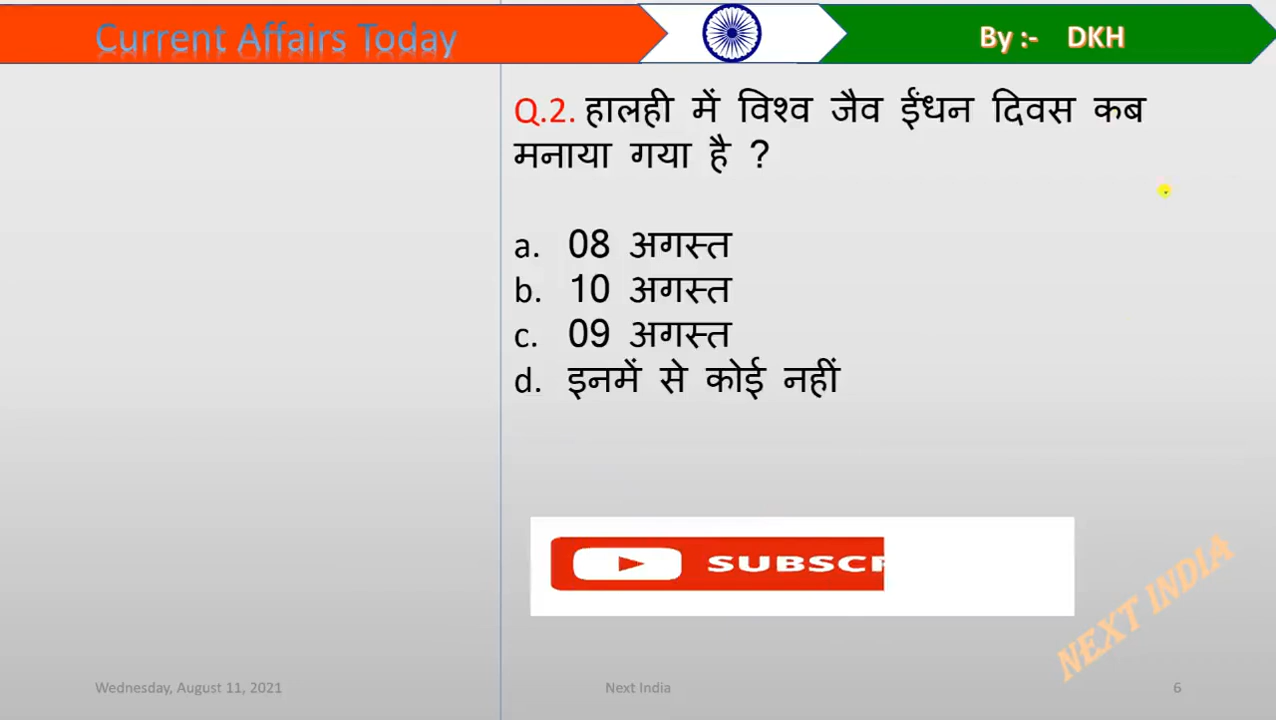 Current Affairs Today
By :- DKH
Q.2. हालही में विश्व जैव ईंधन दिवस कब
मनाया गया है ?
a. 08 अगस्त
b. 10 अगस्त
c. 09 अगस्त
d. इनमें से कोई नहीं
SUBSCR
NEXT INDIA
Wednesday, August 11, 2021
Next India
6